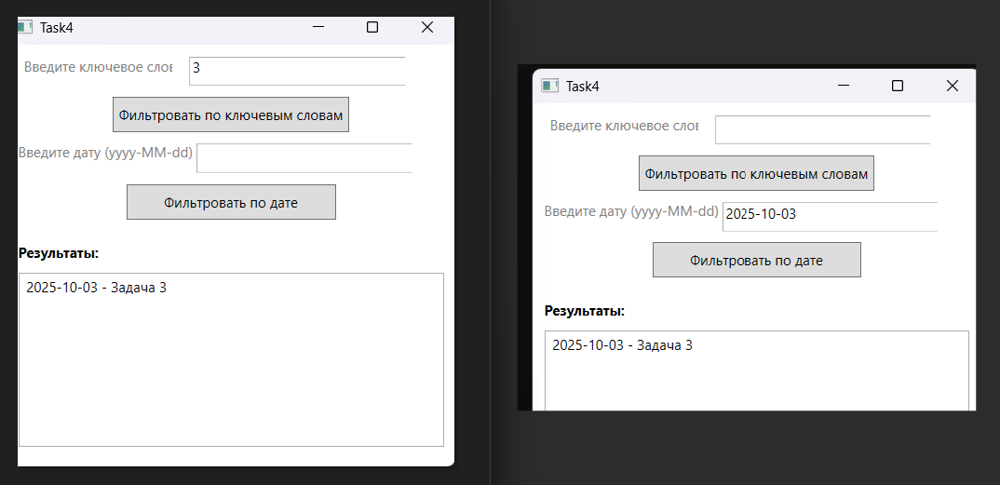 Task4
Введите ключевое слов
3
Фильтровать по ключевым словам
Введите дату (yyyy-MM-dd)
Фильтровать по дате
Результаты:
2025-10-03 - Задача 3
Task4
Введите ключевое слов
Фильтровать по ключевым словам
Введите дату (yyyy-MM-dd)
2025-10-03
Фильтровать по дате
Результаты:
2025-10-03 - Задача 3